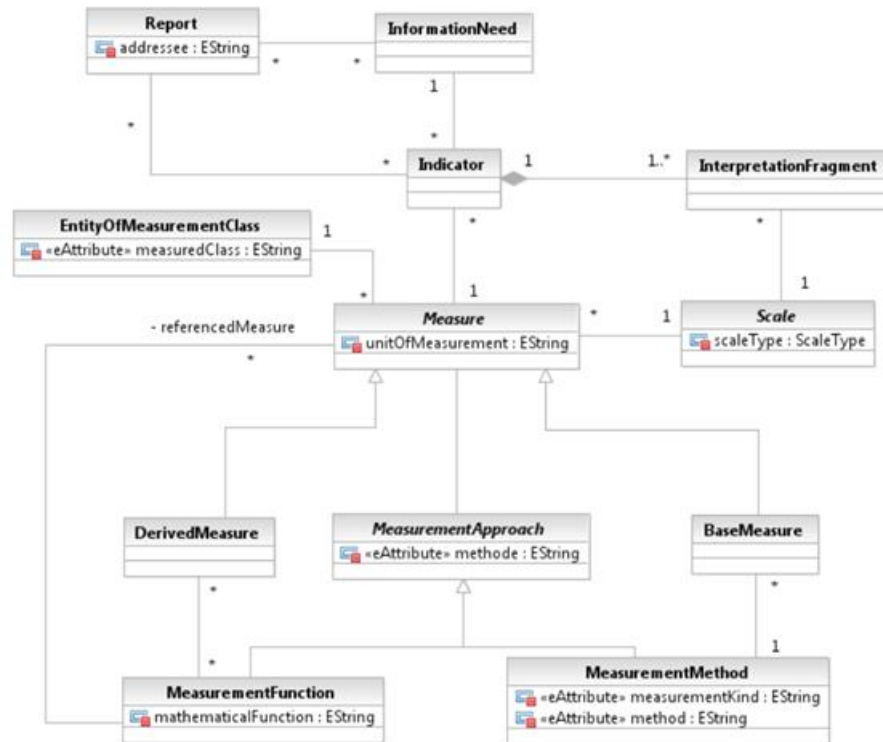 Report
addressee : EString
InformationNeed
*
*
1
*
*
*
Indicator
1
1..*
InterpretationFragment
EntityOfMeasurementClass
«eAttribute» measuredClass : EString
1
*
*
1
*
1
- referencedMeasure
*
Measure
unitOfMeasurement : EString
*
1
Scale
scaleType : ScaleType
DerivedMeasure
MeasurementApproach
«eAttribute» methode : EString
BaseMeasure
*
*
*
1
MeasurementFunction
mathematicalFunction : EString
MeasurementMethod
«eAttribute» measurementKind : EString
«eAttribute» method : EString